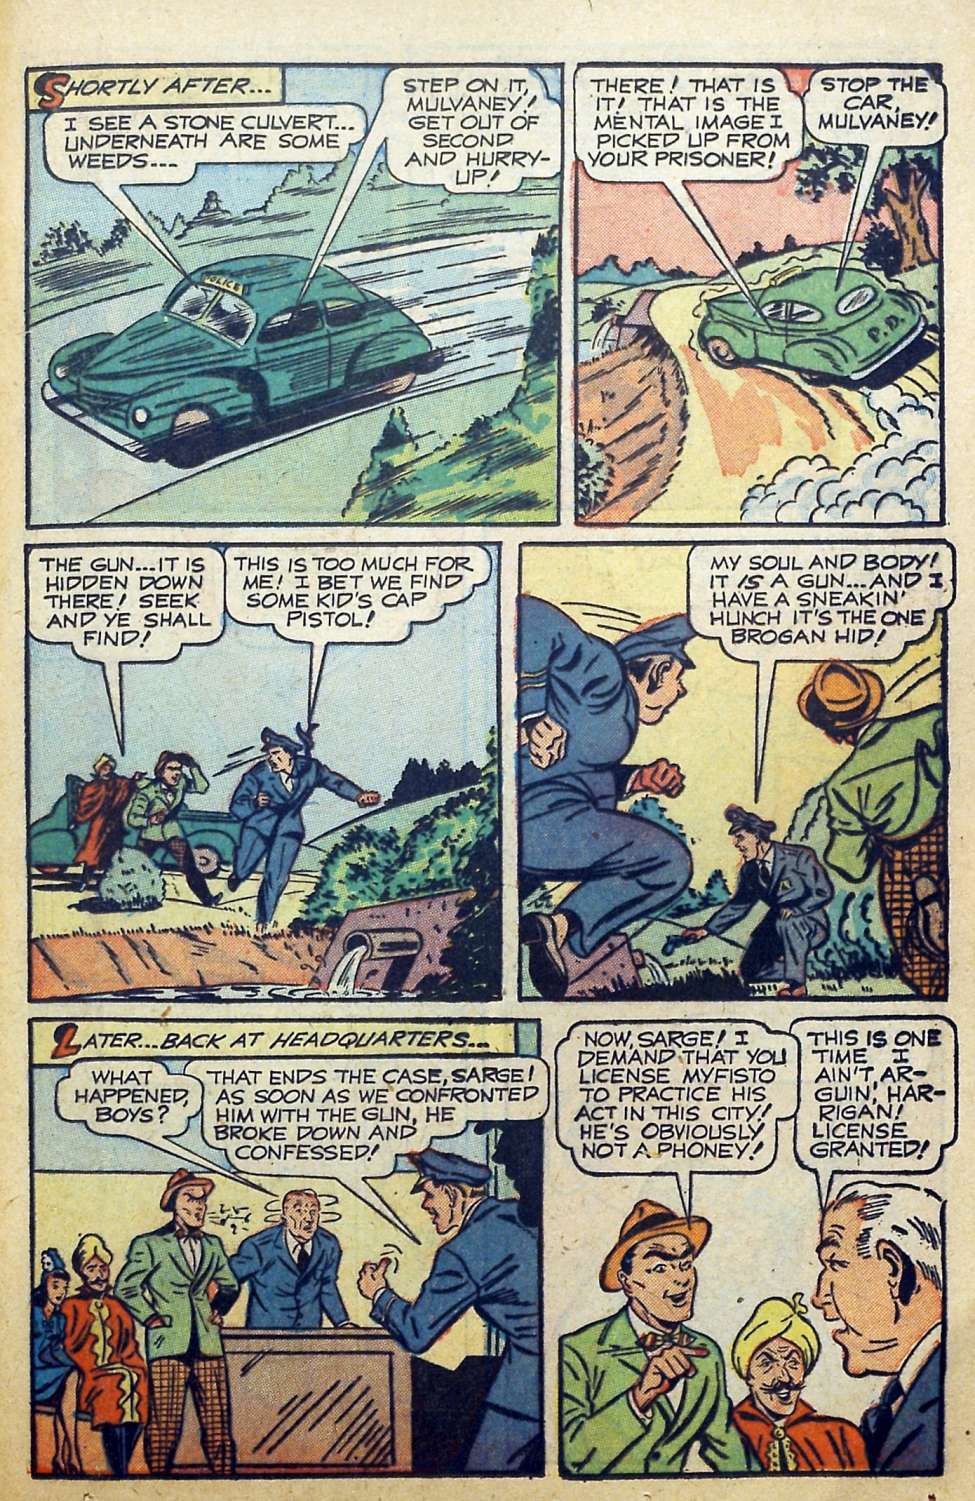 SHORTLY AFTER...
I SEE A STONE CULVERT...
UNDERNEATH ARE SOME
WEEDS...
STEP ON IT,
MULVANEY!
GET OUT OF
SECOND
AND HURRY-
UP!
POLICE
THERE! THAT IS
IT! THAT IS THE
MENTAL IMAGE I
PICKED UP FROM
YOUR PRISONER!
STOP THE
CAR,
MULVANEY!
P.D.
THE GUN...IT IS
HIDDEN DOWN
THERE! SEEK
AND YE SHALL
FIND!
THIS IS TOO MUCH FOR
ME! I BET WE FIND
SOME KID'S CAP
PISTOL!
MY SOUL AND BODY!
IT IS A GUN...AND I
HAVE A SNEAKIN'
HUNCH IT'S THE ONE
BROGAN HID!
LATER...BACK AT HEADQUARTERS...
WHAT
HAPPENED,
BOYS?
THAT ENDS THE CASE, SARGE!
AS SOON AS WE CONFRONTED
HIM WITH THE GUN, HE
BROKE DOWN AND
CONFESSED!
NOW, SARGE! I
DEMAND THAT YOU
LICENSE MYFISTO
TO PRACTICE HIS
ACT IN THIS CITY!
HE'S OBVIOUSLY
NOT A PHONEY!
THIS IS ONE
TIME I
AIN'T AR-
GUIN', HAR-
RIGAN!
LICENSE
GRANTED!